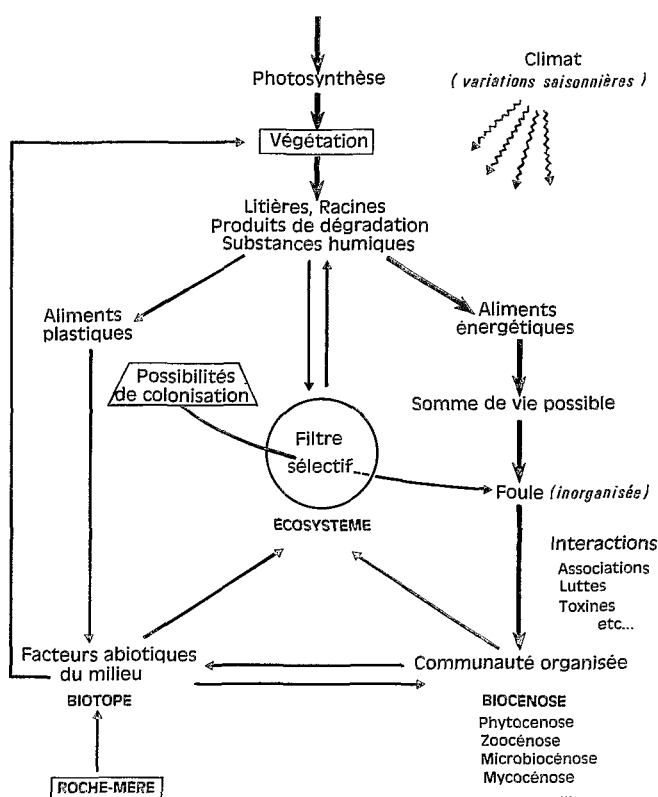 Photosynthèse
Climat
(variations saisonnières)
Végétation
Litières, Racines
Produits de dégradation
Substances humiques
Aliments
plastiques
Aliments
énergétiques
Possibilités
de colonisation
Somme de vie possible
Filtre
sélectif
Foule (inorganisée)
ÉCOSYSTÈME
Interactions
Associations
Luttes
Toxines
etc...
Facteurs abiotiques
du milieu
BIOTOPE
Communauté organisée
BIOCENOSE
Phytocenose
Zoocénose
Microbiocénose
Mycocénose
...
ROCHE-MERE